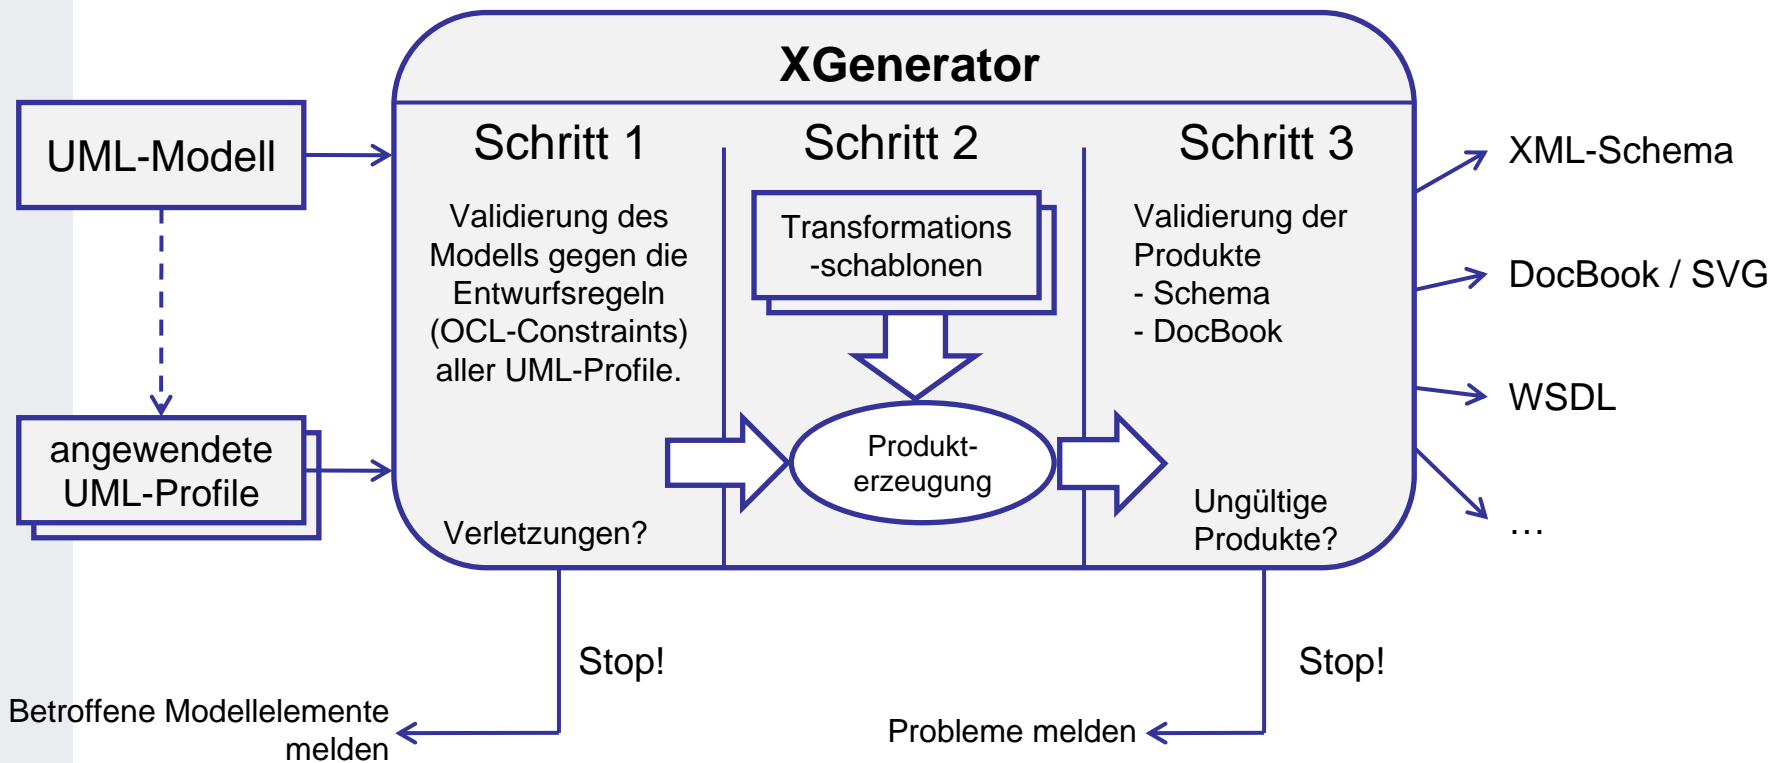 XGenerator
UML-Modell
angewendete
UML-Profile
Schritt 1
Validierung des
Modells gegen die
Entwurfsregeln
(OCL-Constraints)
aller UML-Profile.
Verletzungen?
Schritt 2
Transformations
-schablonen
Produkt-
erzeugung
Schritt 3
Validierung der
Produkte
- Schema
- DocBook
Ungültige
Produkte?
XML-Schema
DocBook / SVG
WSDL
…
Stop!
Betroffene Modellelemente
melden
Stop!
Probleme melden